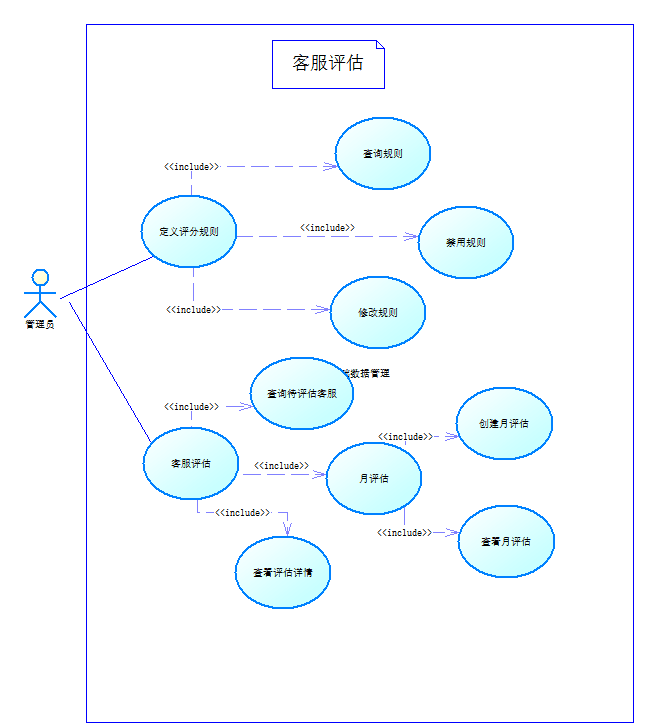 客服评估
查询规则
<<include>>
定义评分规则
<<include>>
禁用规则
<<include>>
修改规则
管理员
数据管理
查询待评估客服
<<include>>
创建月评估
<<include>>
客服评估
<<include>>
月评估
<<include>>
<<include>>
查看月评估
查看评估详情